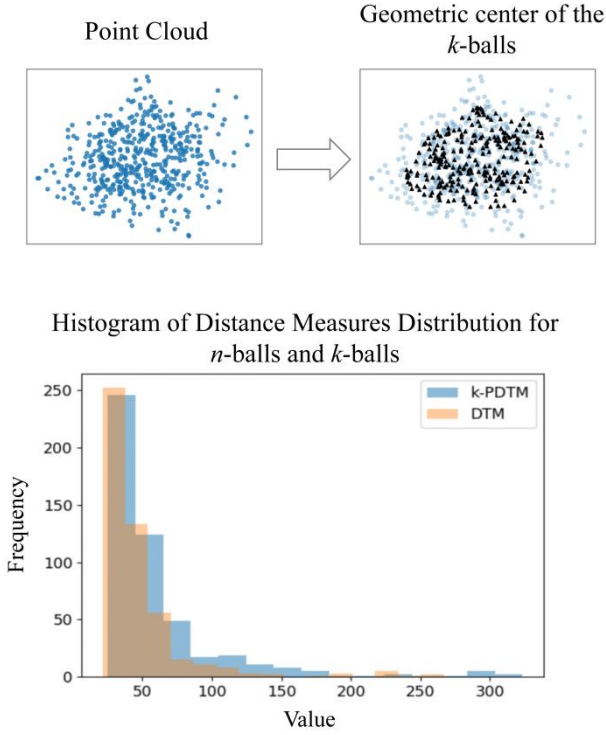 Point Cloud
Geometric center of the
k-balls
Histogram of Distance Measures Distribution for
n-balls and k-balls
250
200
150
100
50
0
Frequency
k-PDTM
DTM
50
100
150
200
250
300
Value